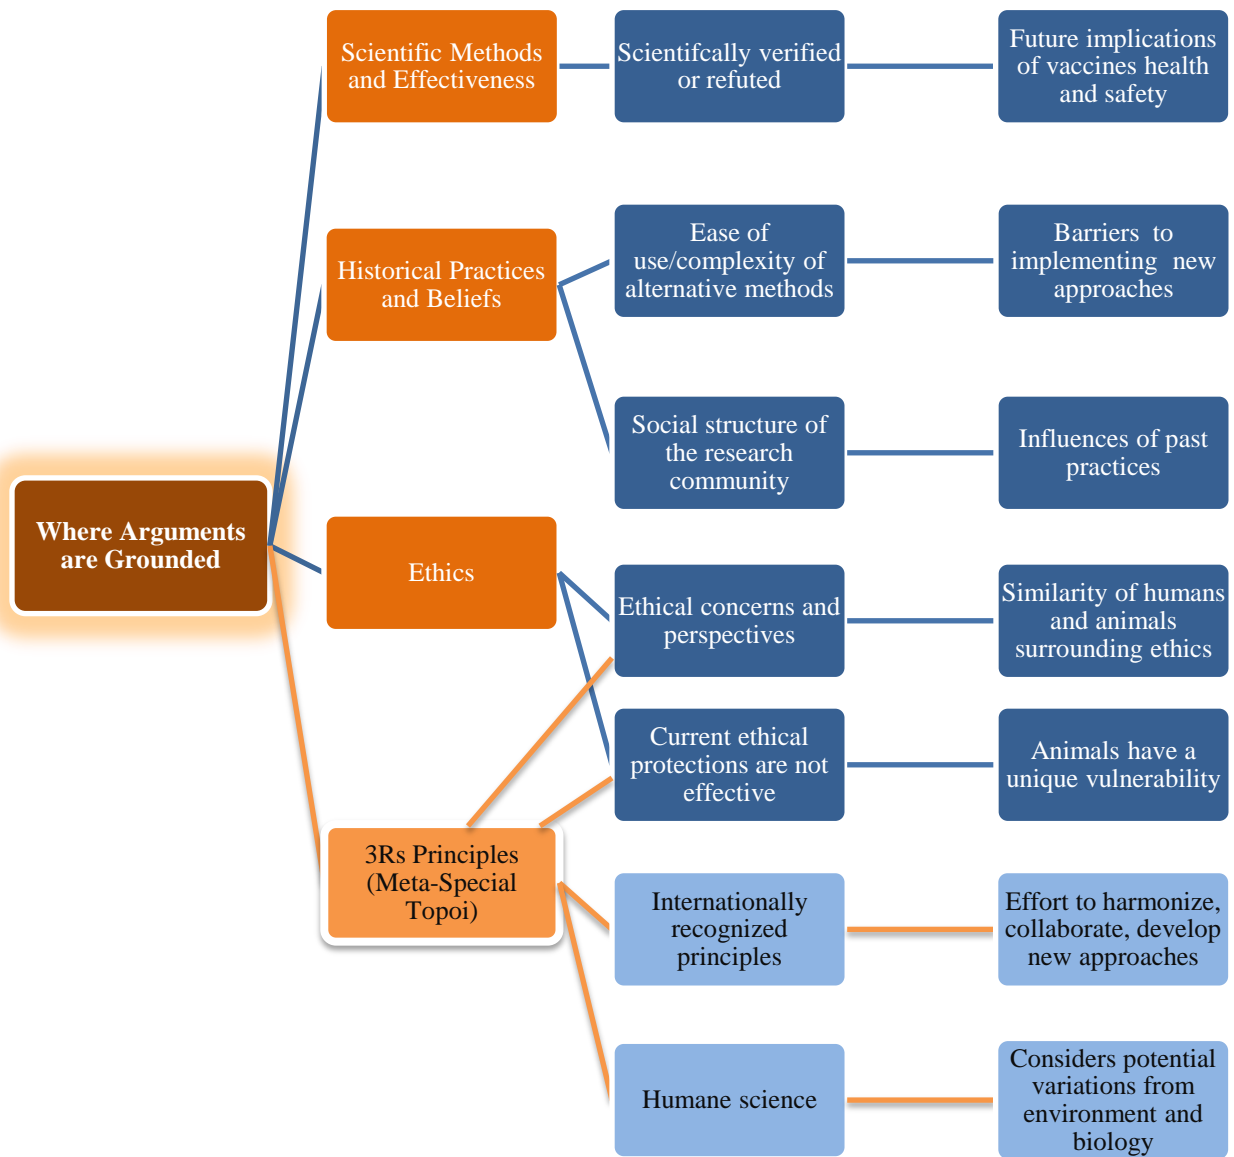 Where Arguments
are Grounded
Scientific Methods
and Effectiveness
Scientifcally verified
or refuted
Future implications
of vaccines health
and safety
Historical Practices
and Beliefs
Ease of
use/complexity of
alternative methods
Barriers to
implementing new
approaches
Social structure of
the research
community
Influences of past
practices
Ethics
Ethical concerns and
perspectives
Similarity of humans
and animals
surrounding ethics
Current ethical
protections are not
effective
Animals have a
unique vulnerability
3Rs Principles
(Meta-Special
Topoi)
Internationally
recognized
principles
Effort to harmonize,
collaborate, develop
new approaches
Humane science
Considers potential
variations from
environment and
biology